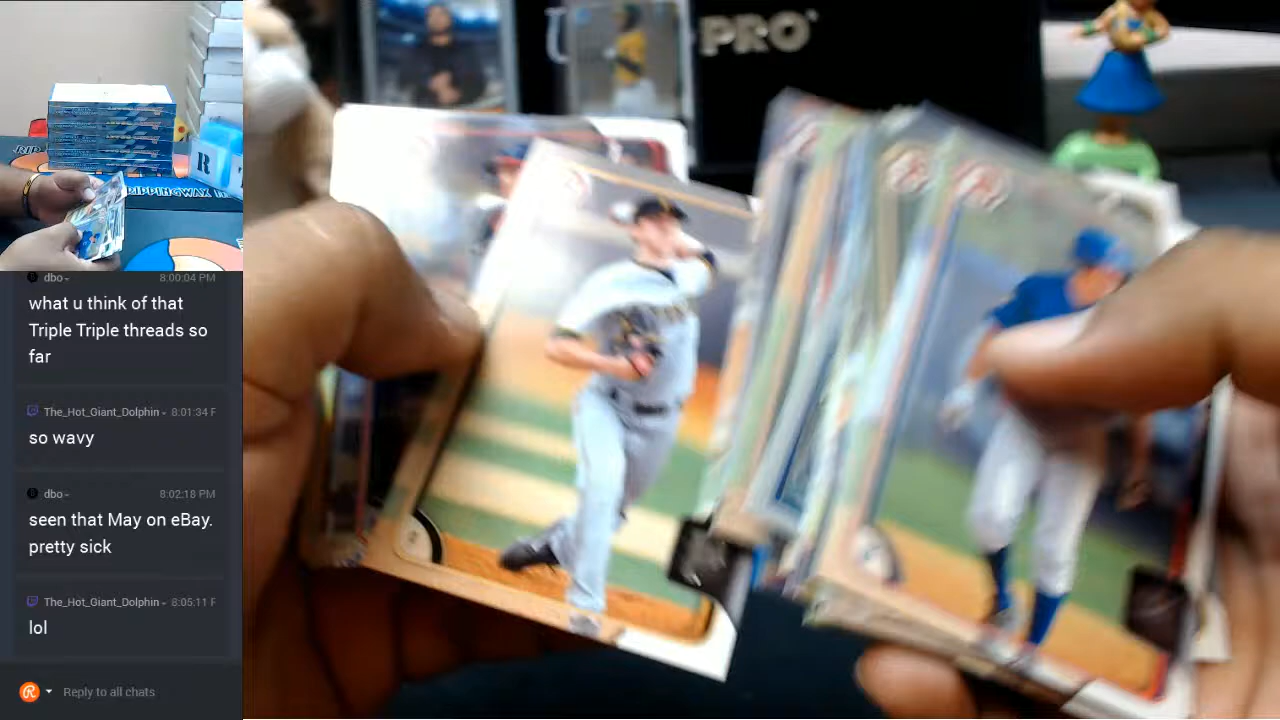 PRO
RIPPINGWAX
R
dbo
8:00:04 PM
what u think of that
Triple Triple threads so
far
The_Hot_Giant_Dolphin
8:01:34 P
so wavy
dbo
8:02:18 PM
seen that May on eBay.
pretty sick
The_Hot_Giant_Dolphin
8:05:11 P
lol
Reply to all chats